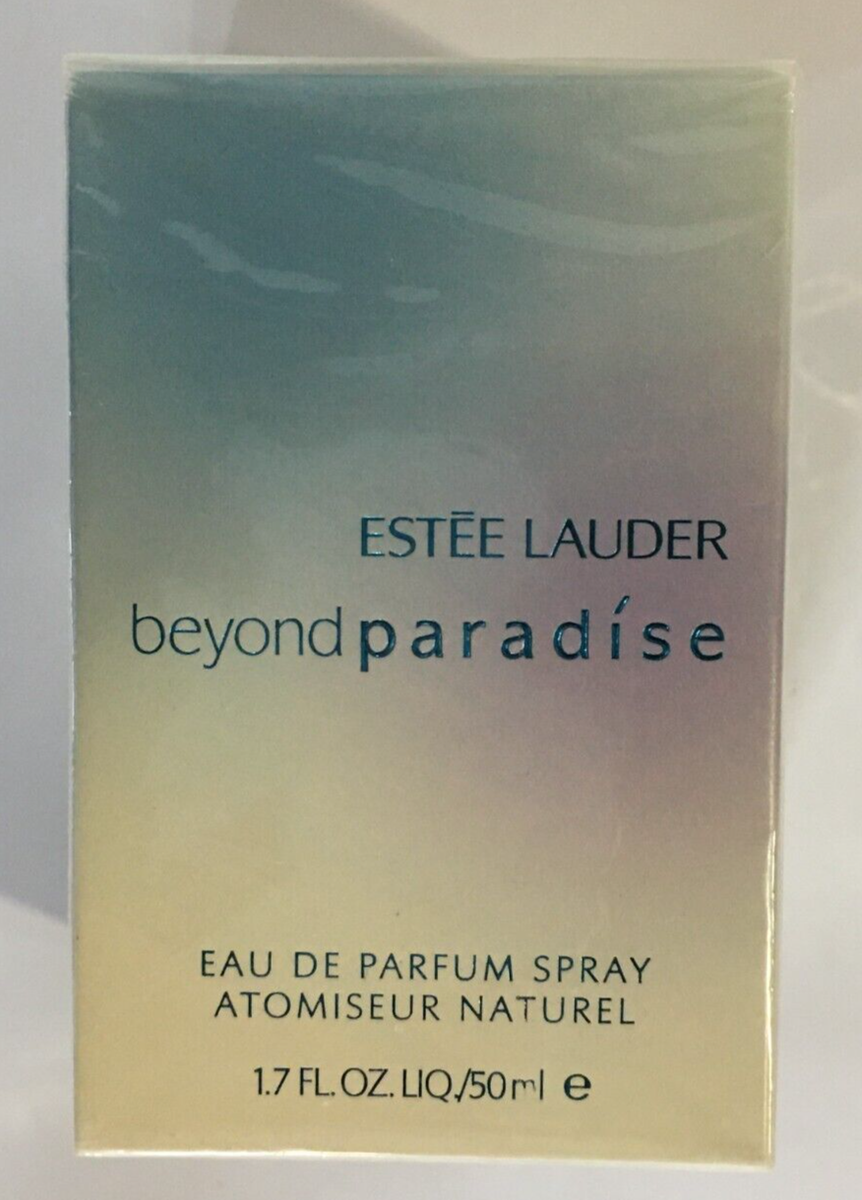 ESTĒE LAUDER
beyond paradíse
EAU DE PARFUM SPRAY
ATOMISEUR NATUREL
1.7 FL. OZ. LIQ./50ml e